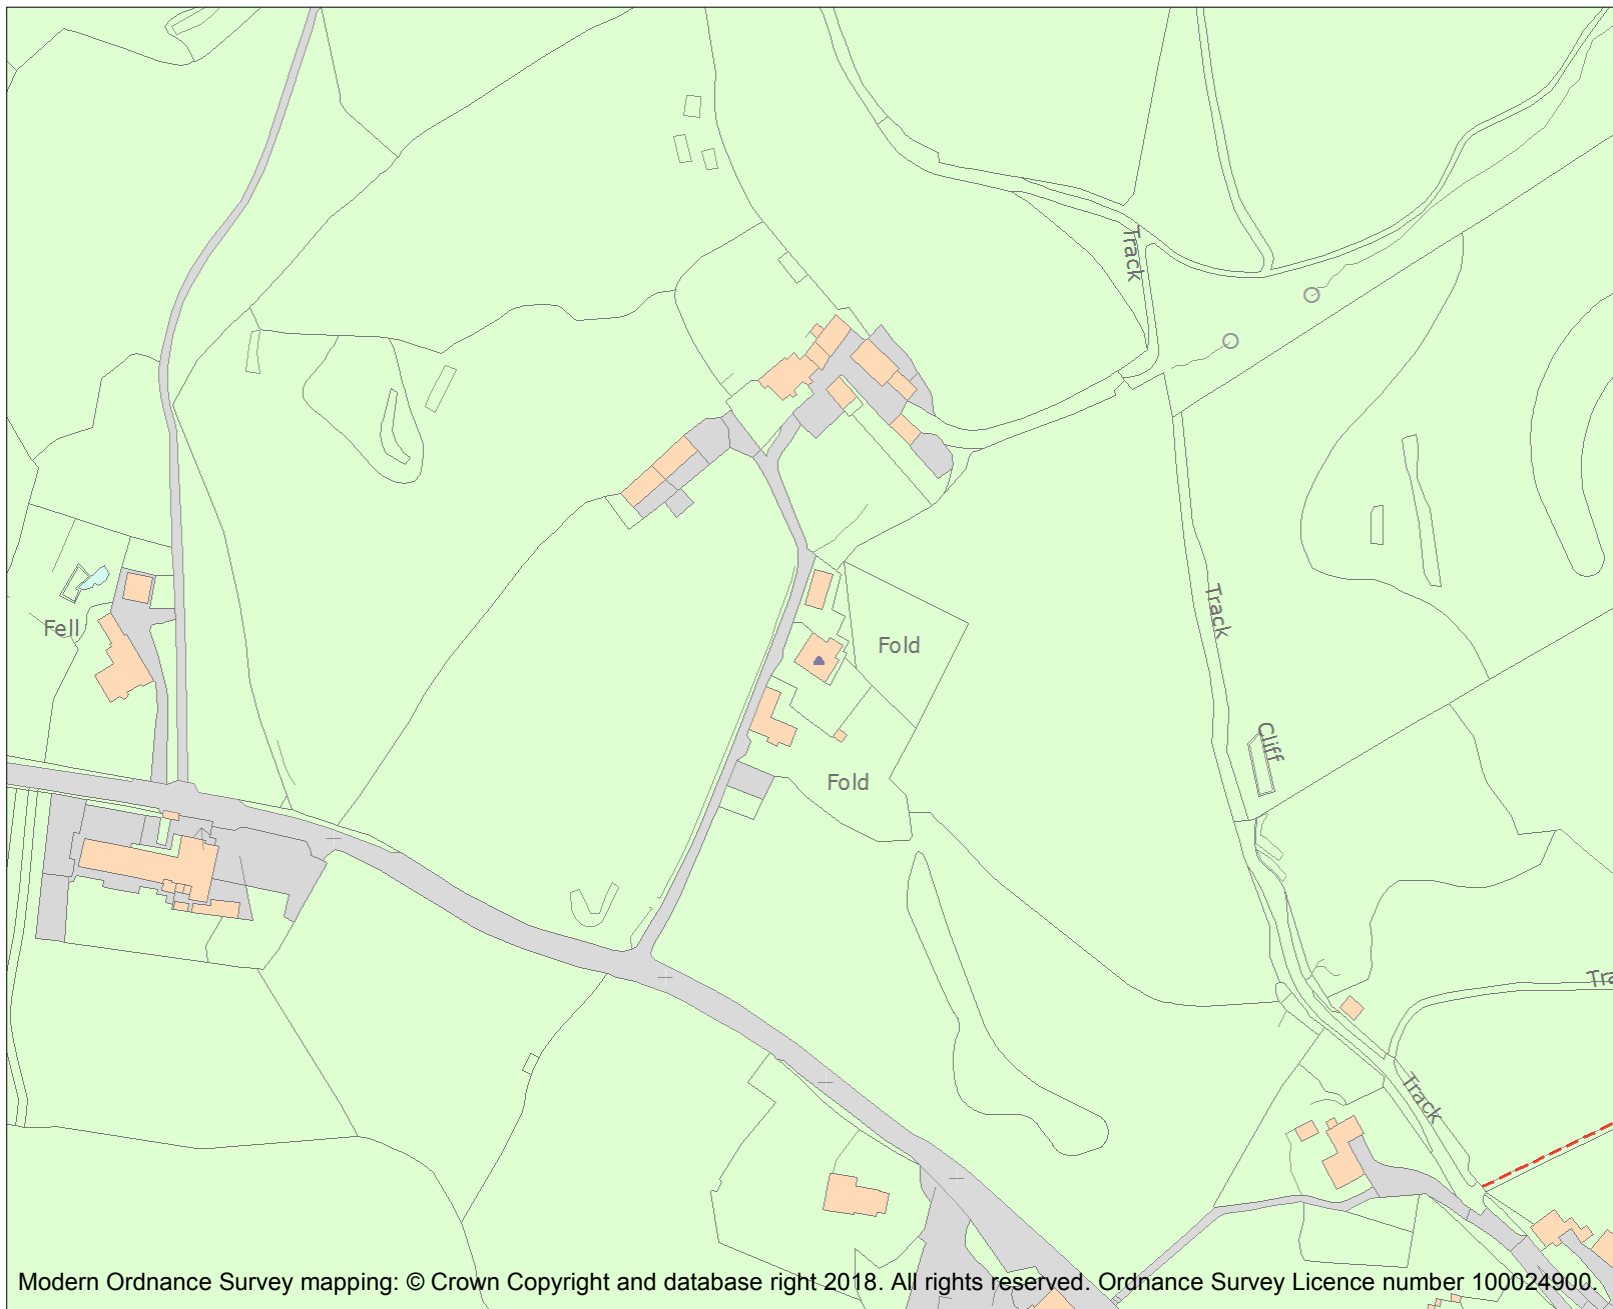 Track
Track
Fell
Fold
Cliff
Fold
Track
Modern Ordnance Survey mapping: © Crown Copyright and database right 2018. All rights reserved. Ordnance Survey Licence number 100024900.